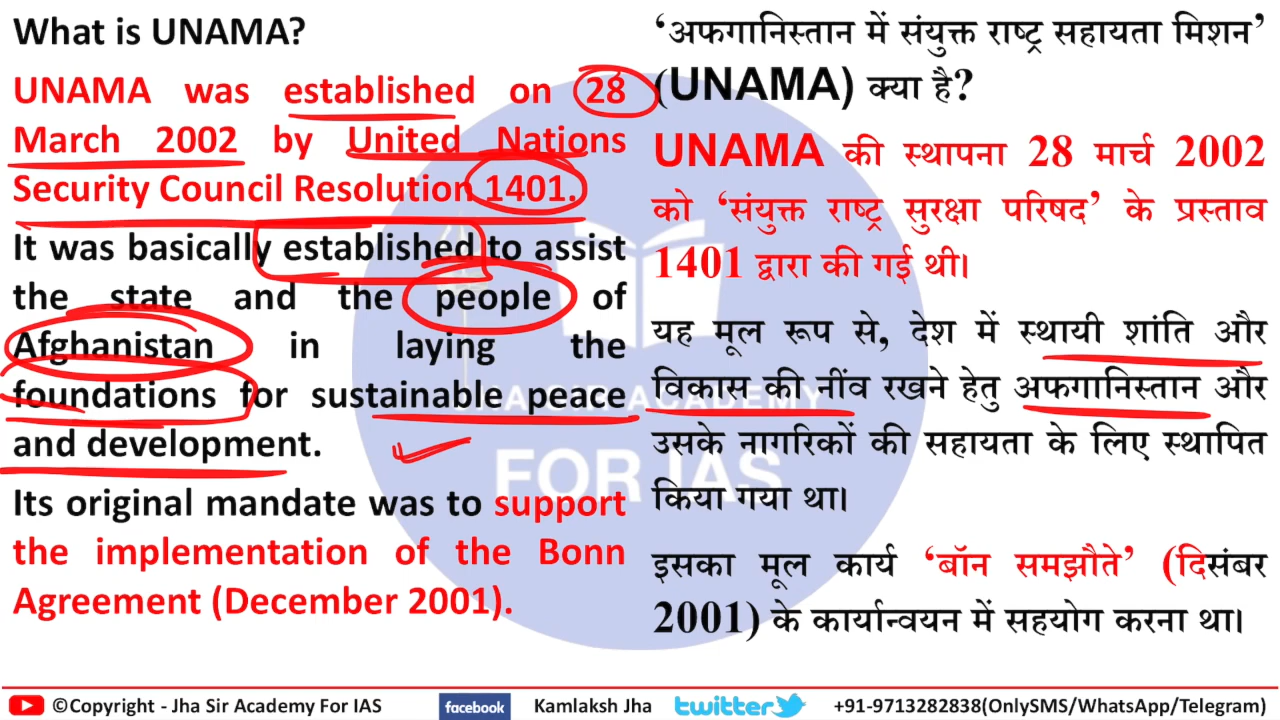 What is UNAMA?
UNAMA was established on 28
March 2002 by United Nations
Security Council Resolution 1401.
It was basically established to assist
the state and the people of
Afghanistan in laying the
foundations for sustainable peace
and development.
Its original mandate was to support
the implementation of the Bonn
Agreement (December 2001).
‘अफगानिस्तान में संयुक्त राष्ट्र सहायता मिशन’
(UNAMA) क्या है?
UNAMA की स्थापना 28 मार्च 2002
को ‘संयुक्त राष्ट्र सुरक्षा परिषद’ के प्रस्ताव
1401 द्वारा की गई थी।
यह मूल रूप से, देश में स्थायी शांति और
विकास की नींव रखने हेतु अफगानिस्तान और
उसके नागरिकों की सहायता के लिए स्थापित
किया गया था।
इसका मूल कार्य ‘बॉन समझौते’ (दिसंबर
2001) के कार्यान्वयन में सहयोग करना था।
JHA SIR ACADEMY
FOR IAS
©Copyright - Jha Sir Academy For IAS facebook Kamlaksh Jha twitter +91-9713282838(OnlySMS/WhatsApp/Telegram)